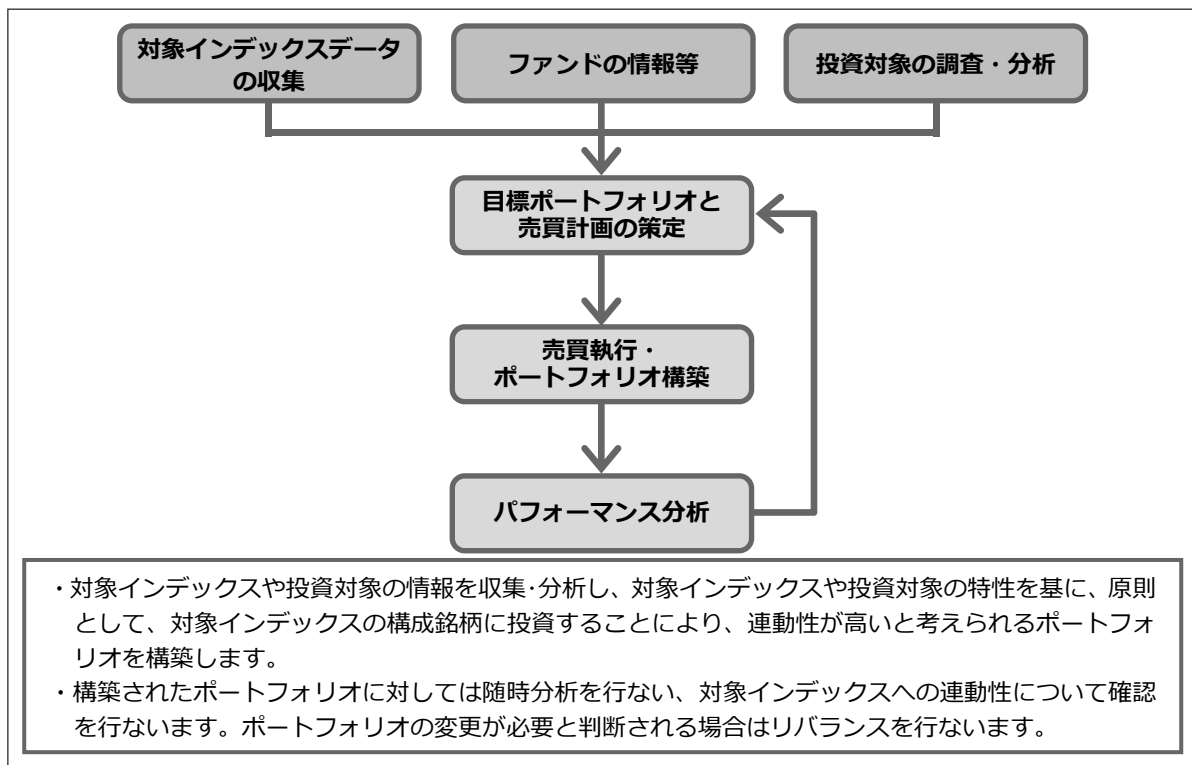 対象インデックスデータ
の収集
ファンドの情報等
投資対象の調査・分析
目標ポートフォリオと
売買計画の策定
売買執行・
ポートフォリオ構築
パフォーマンス分析
・対象インデックスや投資対象の情報を収集・分析し、対象インデックスや投資対象の特性を基に、原則
として、対象インデックスの構成銘柄に投資することにより、連動性が高いと考えられるポートフォ
リオを構築します。
・構築されたポートフォリオに対しては随時分析を行ない、対象インデックスへの連動性について確認
を行ないます。ポートフォリオの変更が必要と判断される場合はリバランスを行ないます。